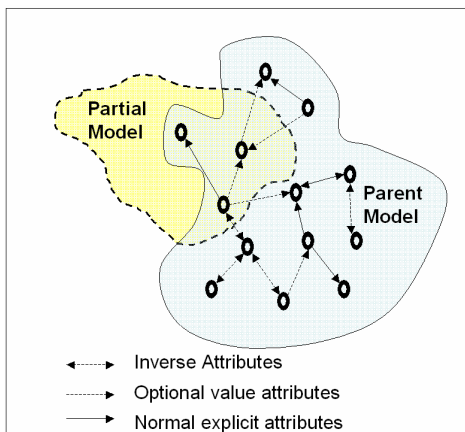 Partial
Model
Parent
Model
Inverse Attributes
Optional value attributes
Normal explicit attributes